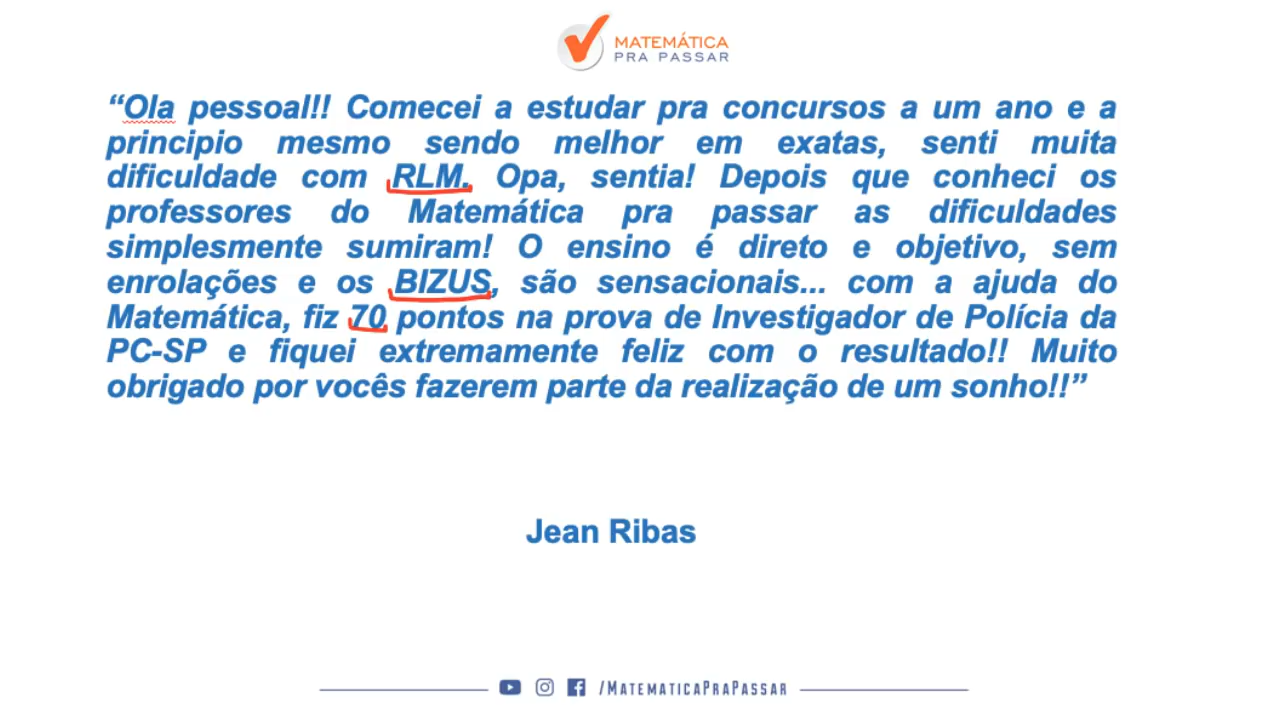 MATEMÁTICA
PRA PASSAR
“Ola pessoal!! Comecei a estudar pra concursos a um ano e a
principio mesmo sendo melhor em exatas, senti muita
dificuldade com RLM. Opa, sentia! Depois que conheci os
professores do Matemática pra passar as dificuldades
simplesmente sumiram! O ensino é direto e objetivo, sem
enrolações e os BIZUS, são sensacionais... com a ajuda do
Matemática, fiz 70 pontos na prova de Investigador de Polícia da
PC-SP e fiquei extremamente feliz com o resultado!! Muito
obrigado por vocês fazerem parte da realização de um sonho!!”
Jean Ribas
/MATEMATICAPRAPASSAR